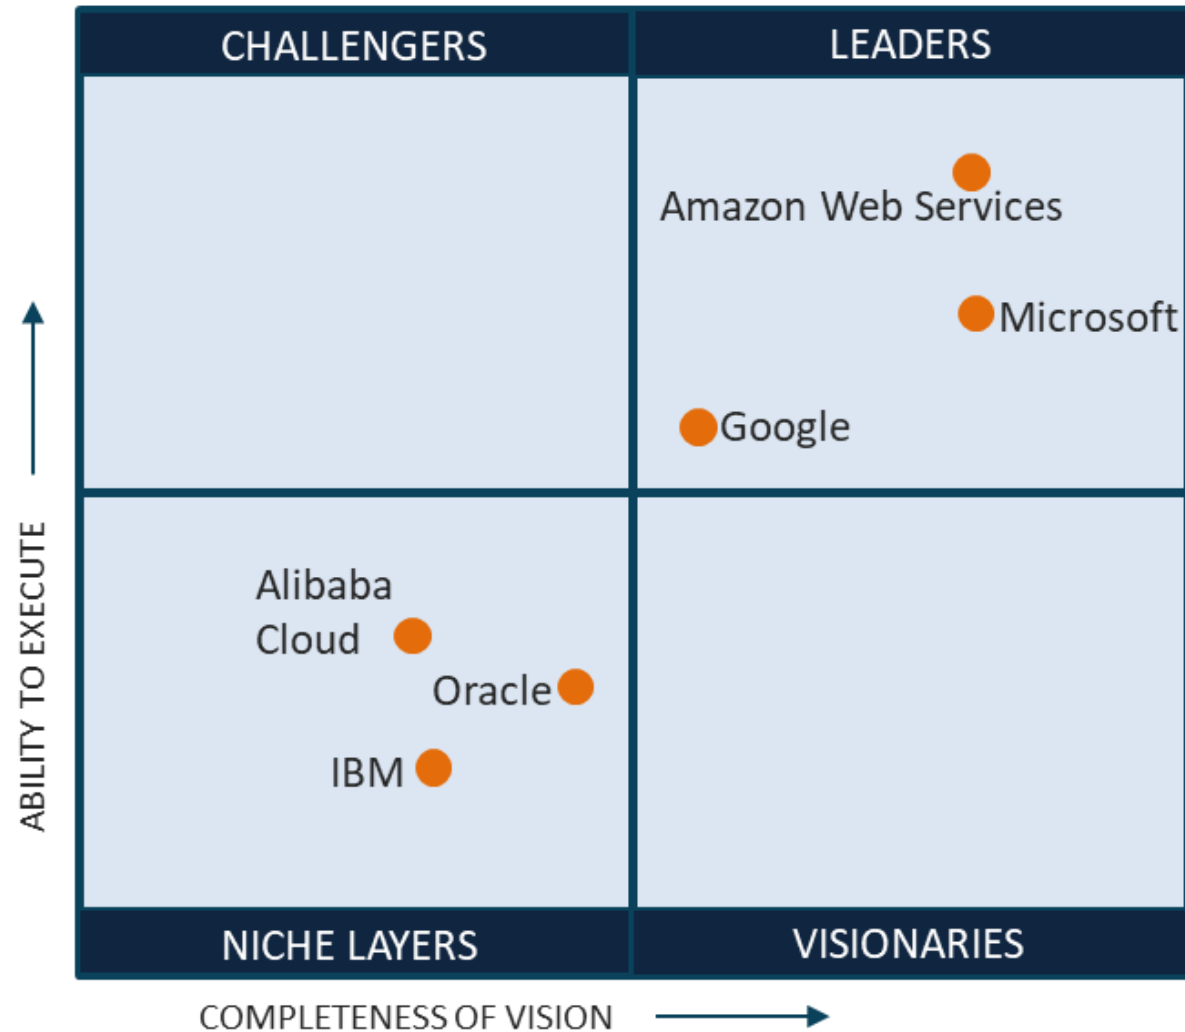 CHALLENGERS
LEADERS
Amazon Web Services
Microsoft
Google
Alibaba
Cloud
Oracle
IBM
NICHE LAYERS
VISIONARIES
ABILITY TO EXECUTE
COMPLETENESS OF VISION